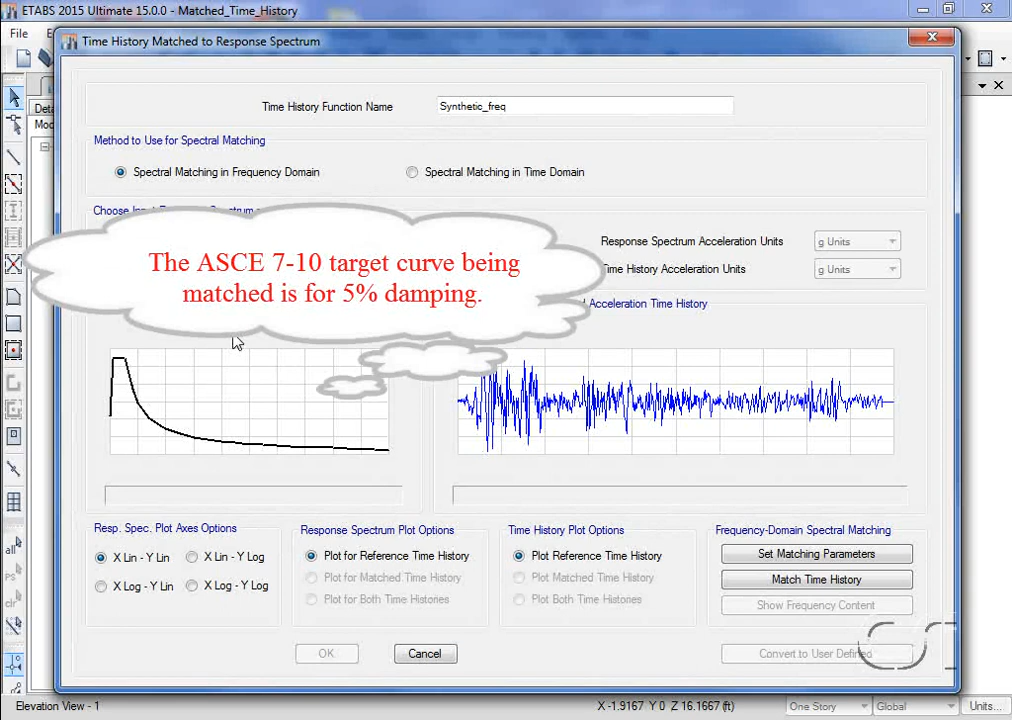 ETABS 2015 Ultimate 15.0.0 - Matched_Time_History
File
Time History Matched to Response Spectrum
Time History Function Name
Synthetic_freq
Method to Use for Spectral Matching
Spectral Matching in Frequency Domain
Spectral Matching in Time Domain
Response Spectrum Acceleration Units
g Units
Time History Acceleration Units
g Units
The ASCE 7-10 target curve being
matched is for 5% damping.
Acceleration Time History
Resp. Spec. Plot Axes Options
X Lin - Y Lin
X Lin - Y Log
X Log - Y Lin
X Log - Y Log
Response Spectrum Plot Options
Plot for Reference Time History
Plot for Matched Time History
Plot for Both Time Histories
Time History Plot Options
Plot Reference Time History
Plot Matched Time History
Plot Both Time Histories
Frequency-Domain Spectral Matching
Set Matching Parameters
Match Time History
Show Frequency Content
Convert to User Defined
OK
Cancel
all
PS
clr
Elevation View - 1
X -1.9167 Y 0 Z 16.1667 (ft)
One Story
Global
Units...